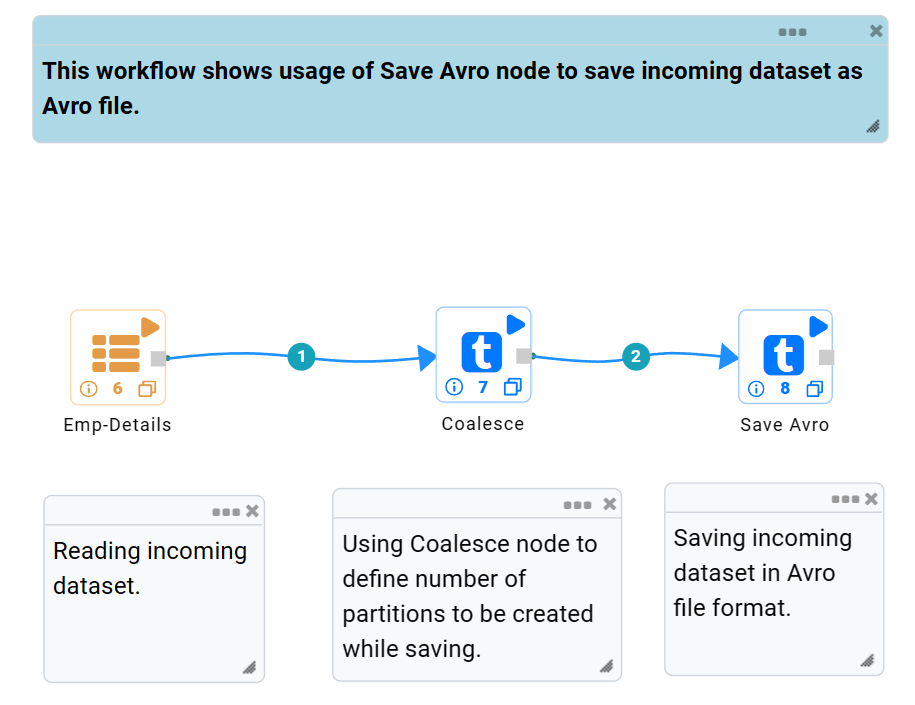 This workflow shows usage of Save Avro node to save incoming dataset as
Avro file.
1
2
6
7
8
Emp-Details
Coalesce
Save Avro
Reading incoming
dataset.
Using Coalesce node to
define number of
partitions to be created
while saving.
Saving incoming
dataset in Avro
file format.